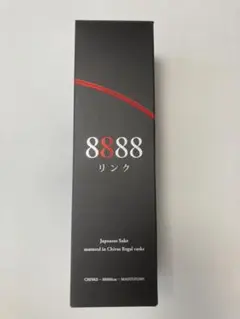 8888
リンク
Japanese Sake
matured in Chivas Regal casks